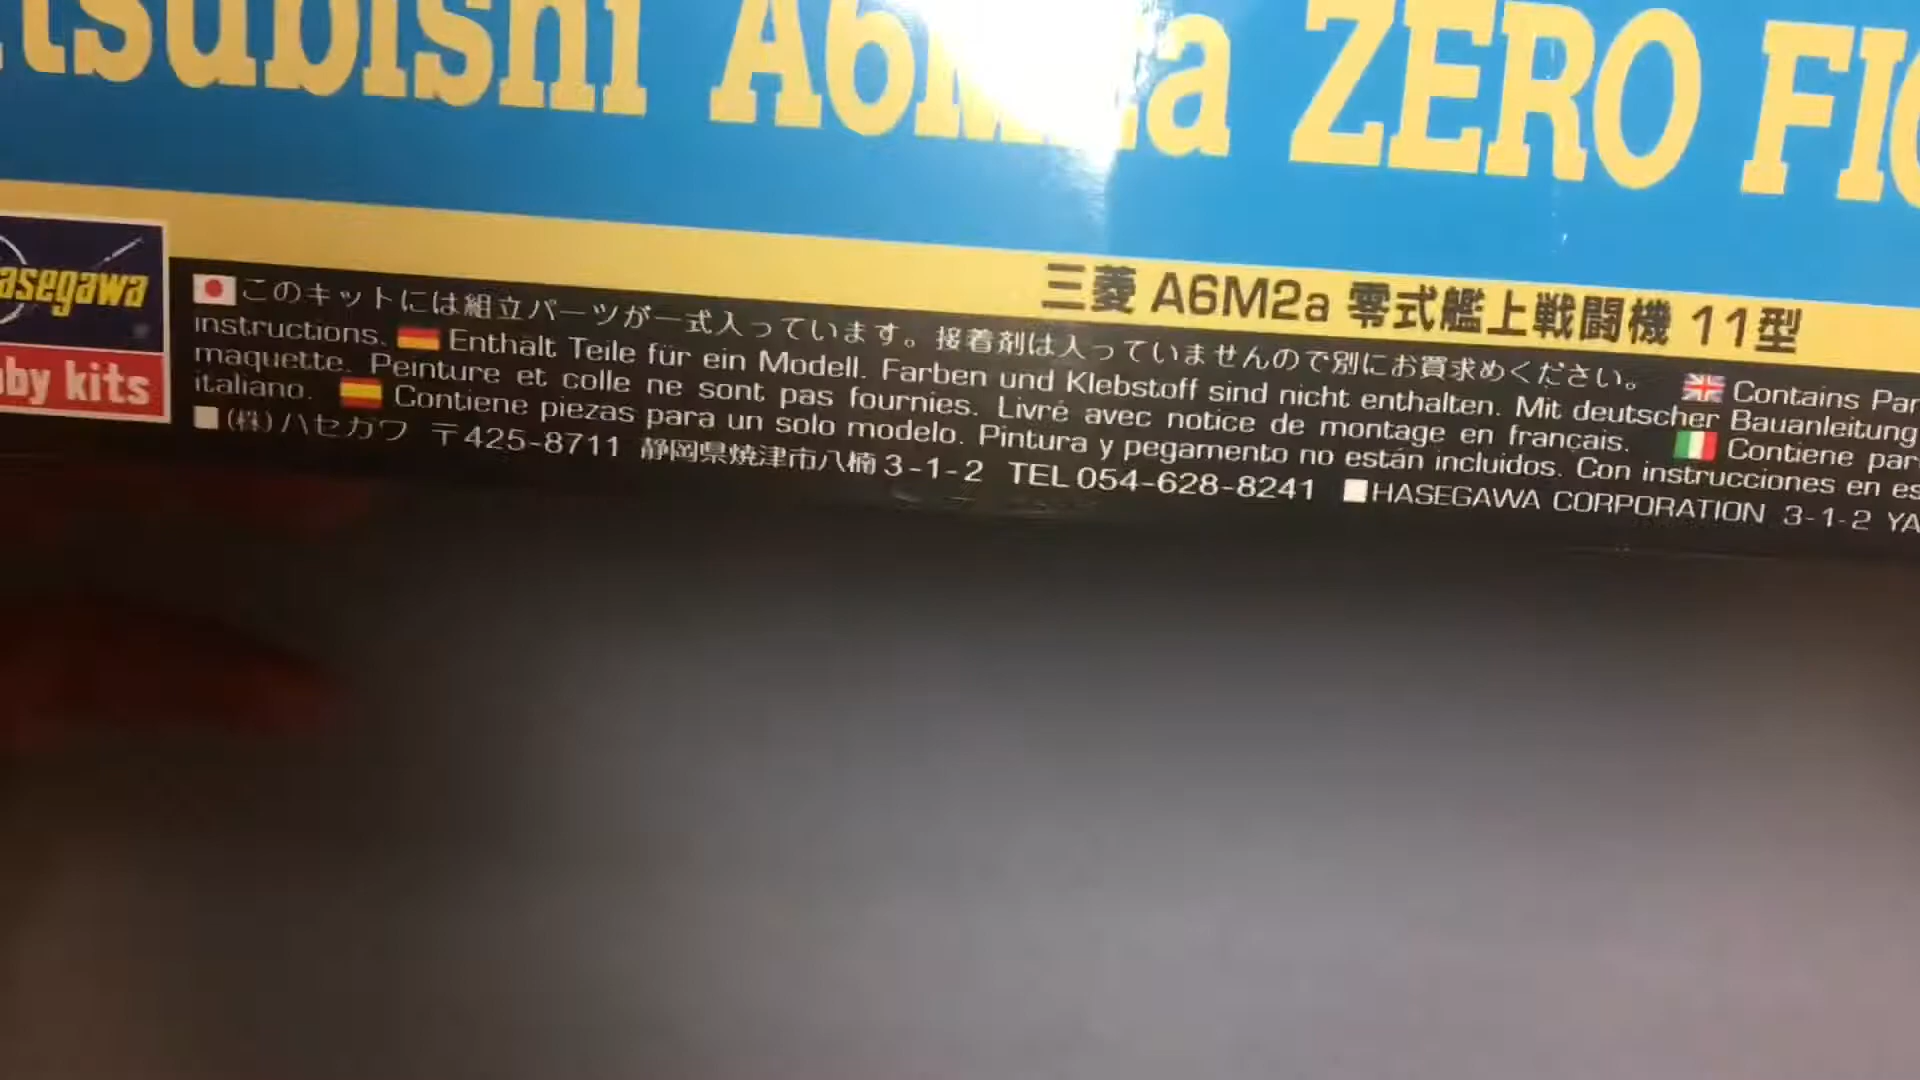 tsubishi A6M2a ZERO FIG
三菱 A6M2a 零式艦上戦闘機 11型
asegawa
by kits
このキットには組立パーツが一式入っています。接着剤は入っていませんので別にお買求めください。 Contains Par
instructions. Enthalt Teile für ein Modell. Farben und Klebstoff sind nicht enthalten. Mit deutscher Bauanleitung
maquette. Peinture et colle ne sont pas fournies. Livré avec notice de montage en français. Contiene par
italiano. Contiene piezas para un solo modelo. Pintura y pegamento no están incluidos. Con instrucciones en es
■(株)ハセガワ 〒425-8711 静岡県焼津市八楠3-1-2 TEL 054-628-8241 ■HASEGAWA CORPORATION 3-1-2 YA